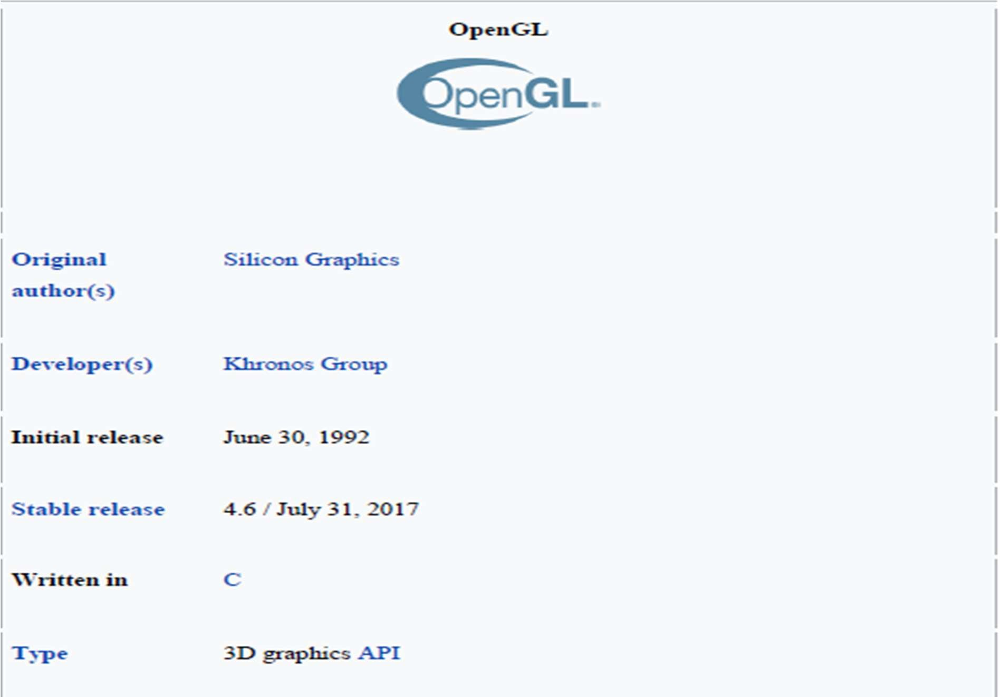 OpenGL
OpenGL
Original Silicon Graphics
author(s)
Developer(s) Khronos Group
Initial release June 30, 1992
Stable release 4.6 / July 31, 2017
Written in C
Type 3D graphics API